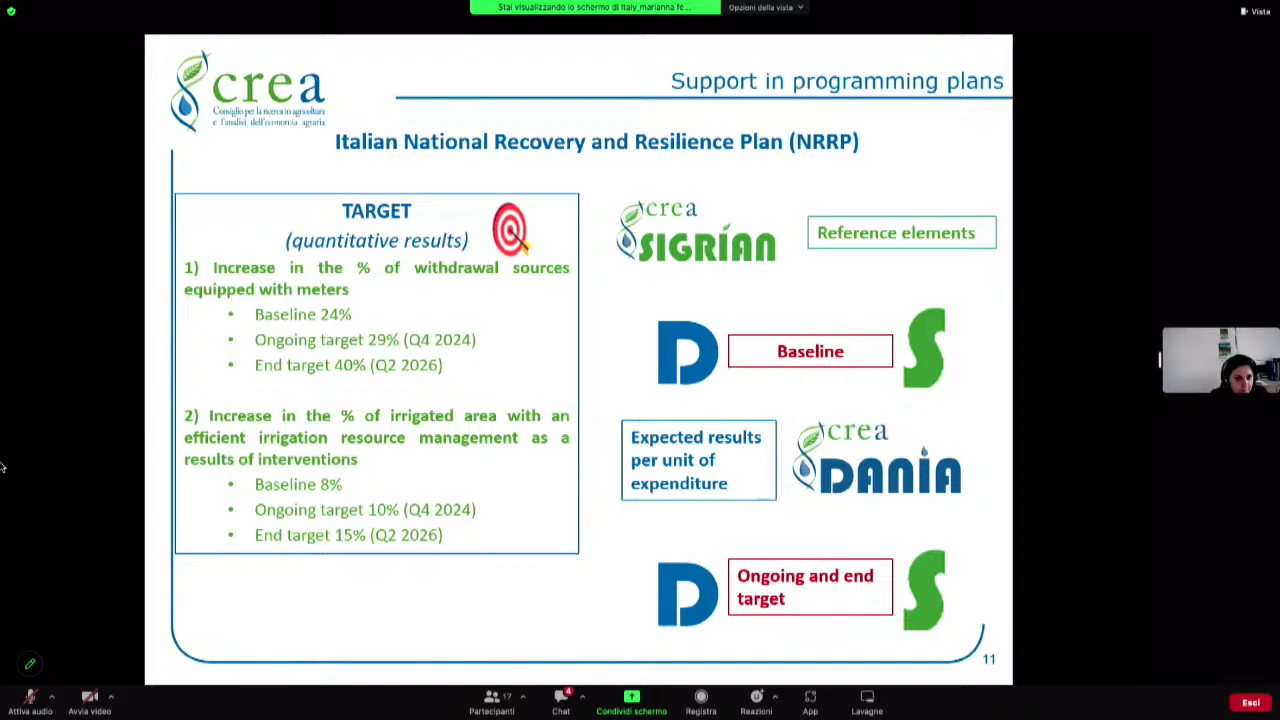 Stai visualizzando lo schermo di Italy_marianna fe...
Opzioni della vista
Vista
crea
Consiglio per la ricerca in agricoltura
e l'analisi dell'economia agraria
Support in programming plans
Italian National Recovery and Resilience Plan (NRRP)
TARGET
(quantitative results)
1) Increase in the % of withdrawal sources
equipped with meters
• Baseline 24%
• Ongoing target 29% (Q4 2024)
• End target 40% (Q2 2026)
2) Increase in the % of irrigated area with an
efficient irrigation resource management as a
results of interventions
• Baseline 8%
• Ongoing target 10% (Q4 2024)
• End target 15% (Q2 2026)
crea
SIGRIAN
Reference elements
D
Baseline
S
Expected results
per unit of
expenditure
crea
DANIA
D
Ongoing and end
target
S
11
Attiva audio
Avvia video
17
Partecipanti
4
Chat
Condividi schermo
Registra
Reazioni
App
Lavagne
Esci